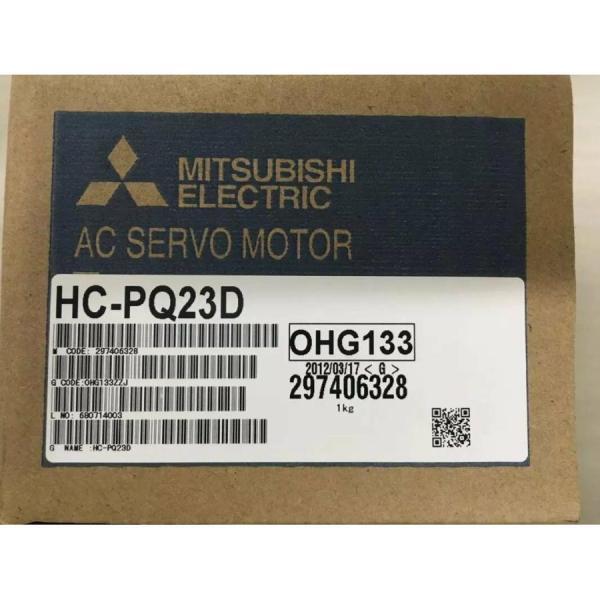 MITSUBISHI
ELECTRIC
AC SERVO MOTOR
HC-PQ23D
M CODE: 297406328
G CODE:OHG133ZZJ
L NO: 680714003
G NAME :HC-PQ23D
OHG133
2012/03/17 < G >
297406328
1kg